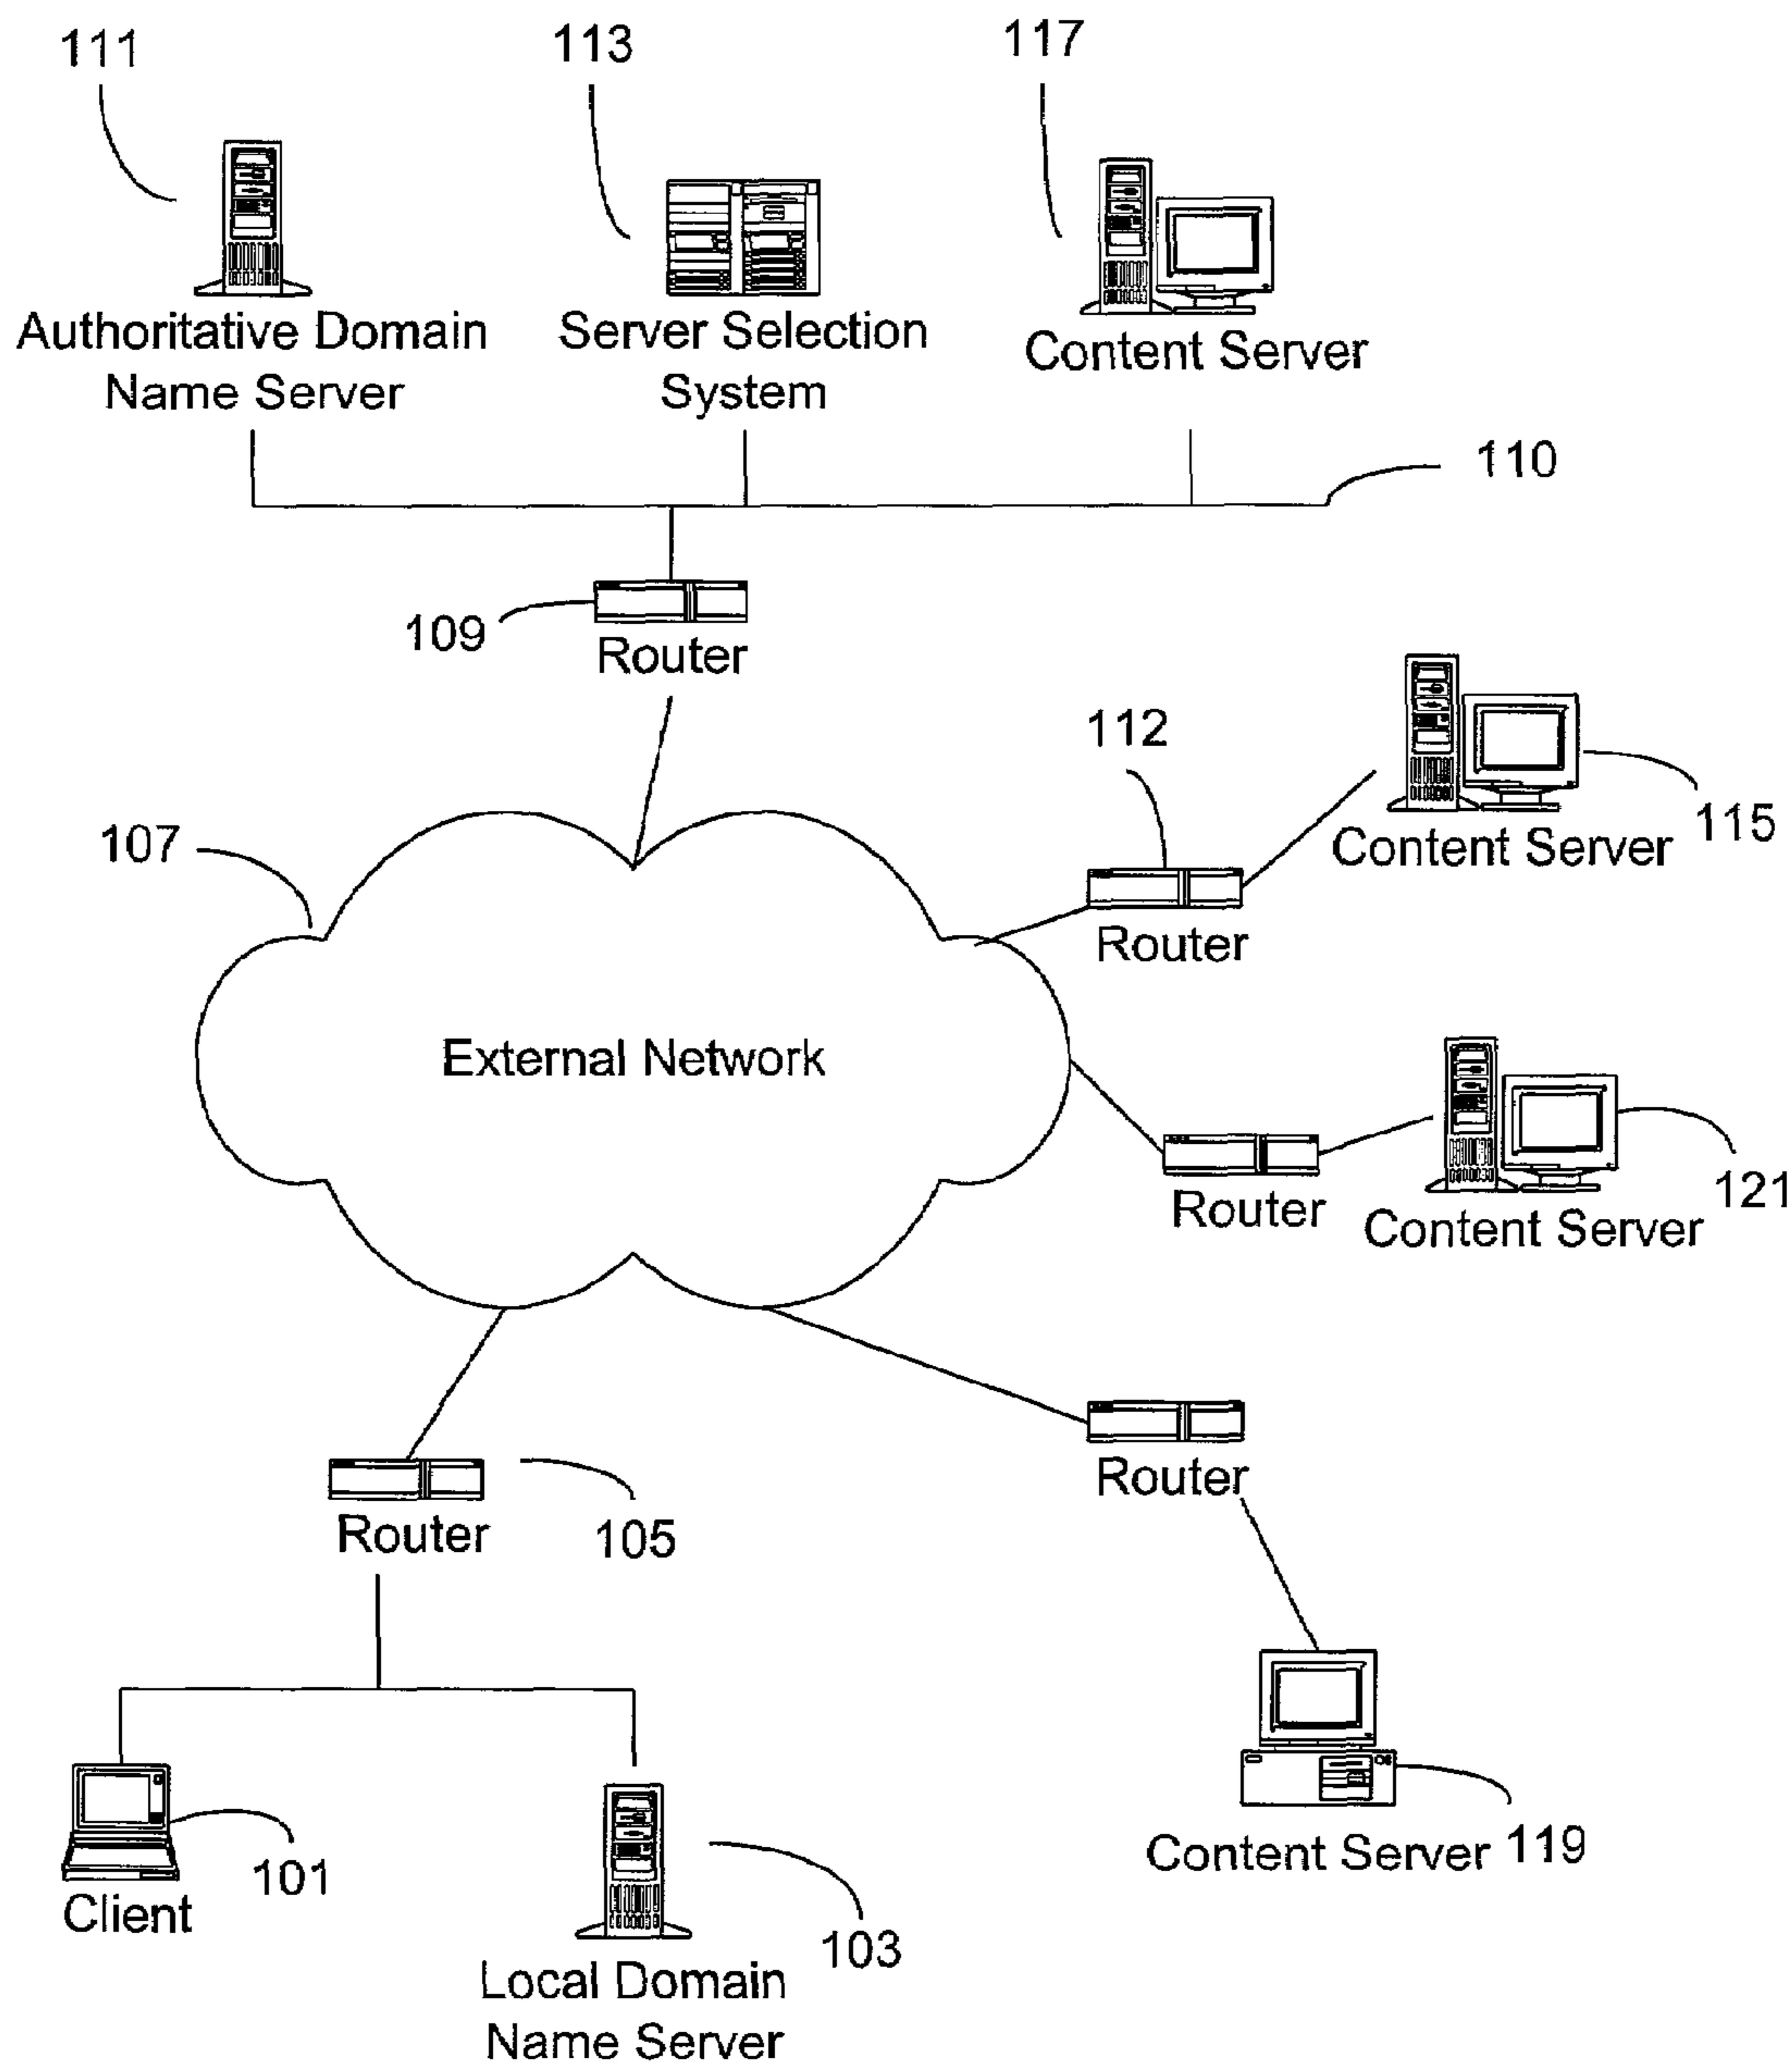 111
113
117
Authoritative Domain
Name Server
Server Selection
System
Content Server
110
109
Router
112
115
Content Server
107
Router
External Network
121
Router
Content Server
Router
Router
105
Content Server 119
101
Client
103
Local Domain
Name Server